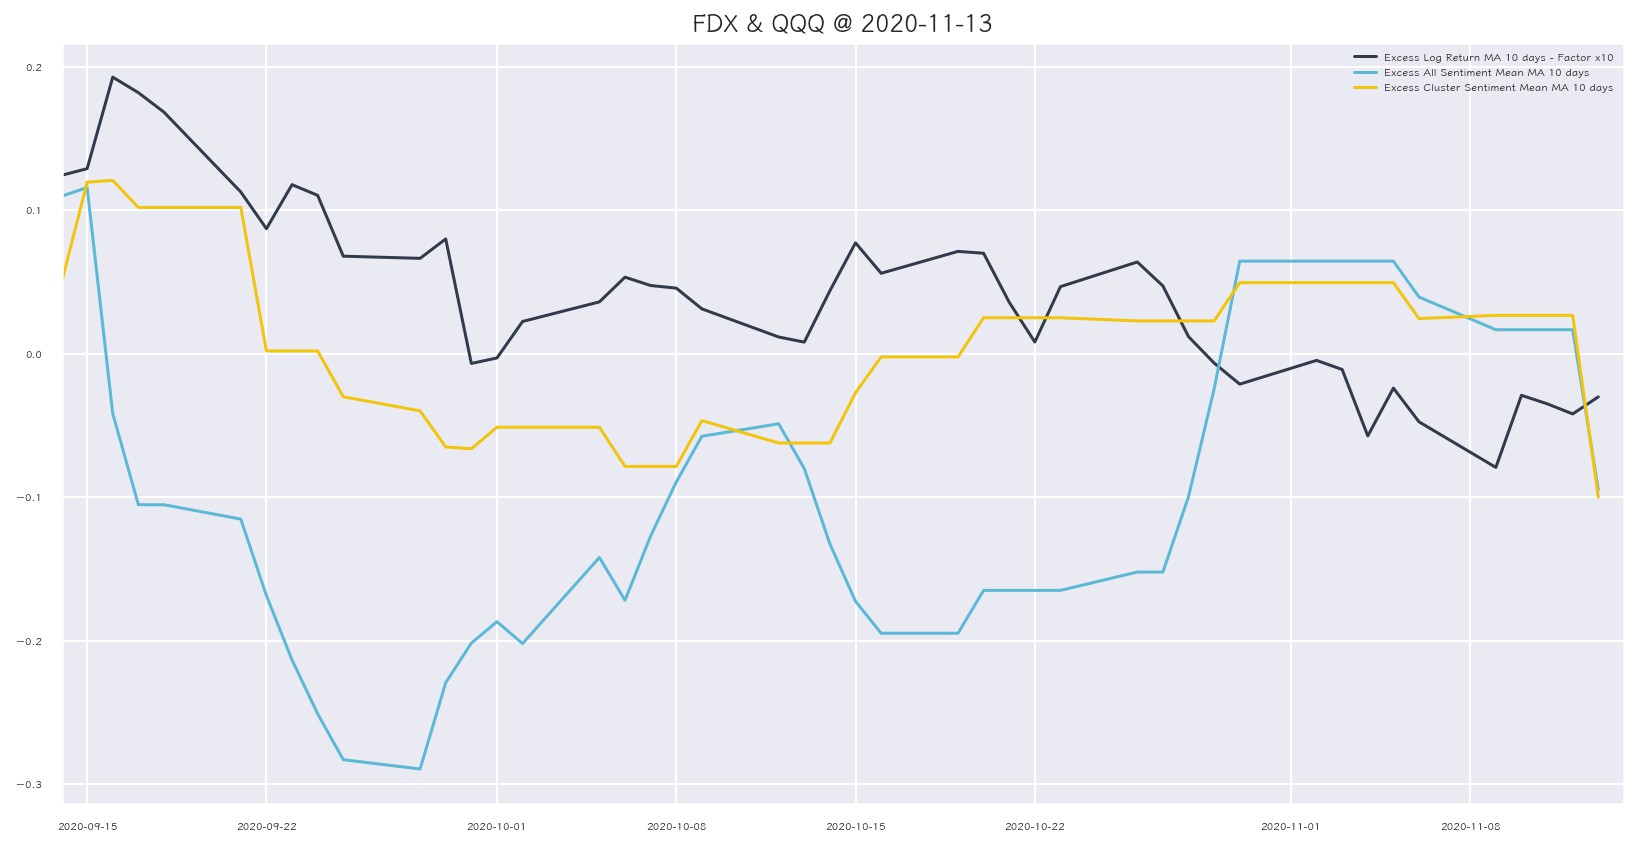 FDX & QQQ @ 2020-11-13
Excess Log Return MA 10 days - Factor x10
Excess All Sentiment Mean MA 10 days
Excess Cluster Sentiment Mean MA 10 days
0.2
0.1
0.0
−0.1
−0.2
−0.3
2020-09-15 2020-09-22 2020-10-01 2020-10-08 2020-10-15 2020-10-22 2020-11-01 2020-11-08